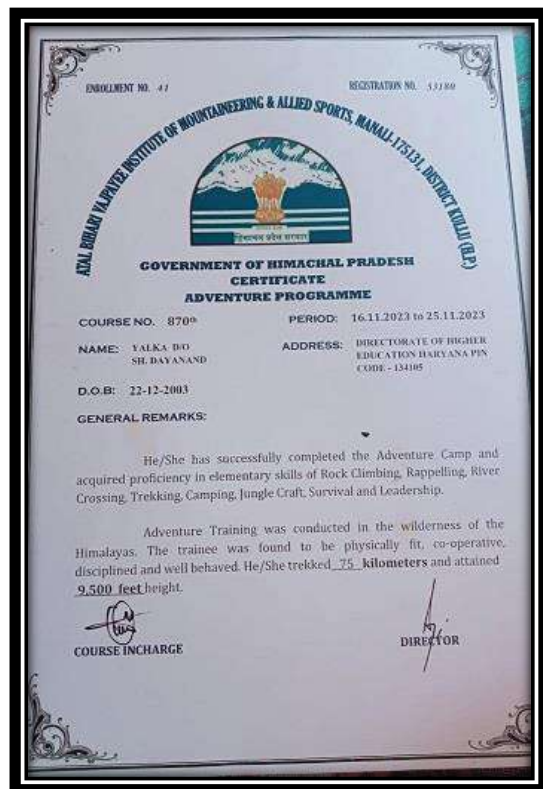 ENROLLMENT NO. 41
REGISTRATION NO. 53180
ATAL BIHARI VAJPAYEE INSTITUTE OF MOUNTAINEERING & ALLIED SPORTS, MANALI-175131, DISTRICT KULLU (H.P.)
हिमाचल प्रदेश सरकार
GOVERNMENT OF HIMACHAL PRADESH
CERTIFICATE
ADVENTURE PROGRAMME
COURSE NO. 870th
PERIOD: 16.11.2023 to 25.11.2023
NAME: YALKA D/O
SH. DAYANAND
ADDRESS: DIRECTORATE OF HIGHER
EDUCATION HARYANA PIN
CODE - 134105
D.O.B: 22-12-2003
GENERAL REMARKS:
He/She has successfully completed the Adventure Camp and
acquired proficiency in elementary skills of Rock Climbing, Rappelling, River
Crossing, Trekking, Camping, Jungle Craft, Survival and Leadership.
Adventure Training was conducted in the wilderness of the
Himalayas. The trainee was found to be physically fit, co-operative,
disciplined and well behaved. He/She trekked 75 kilometers and attained
9,500 feet height.
COURSE INCHARGE
DIRECTOR